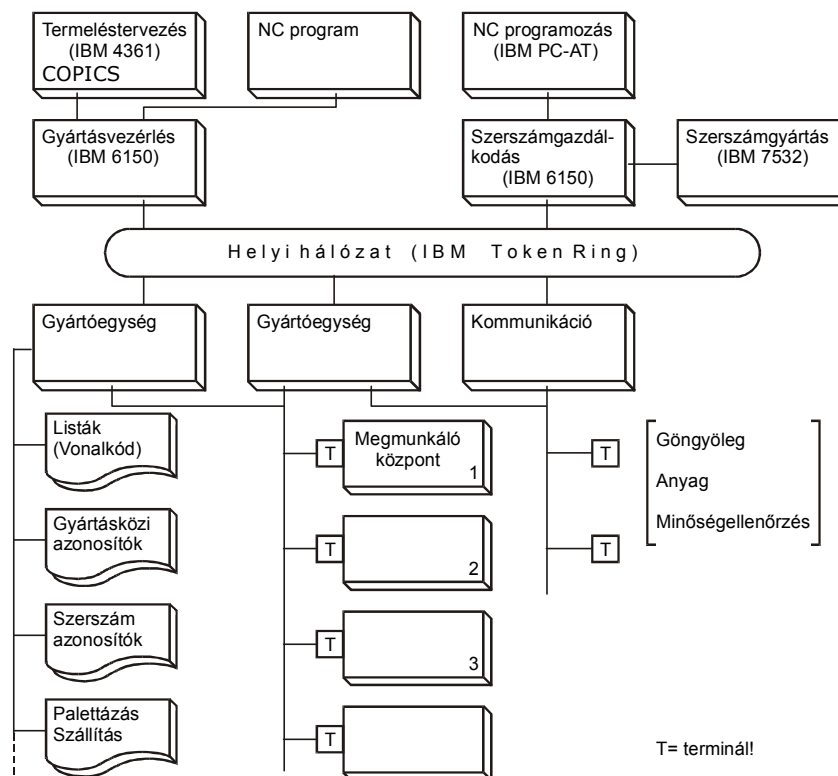 Termeléstervezés
(IBM 4361)
COPICS
NC program
NC programozás
(IBM PC-AT)
Gyártásvezérlés
(IBM 6150)
Szerszámgazdál-
kodás
(IBM 6150)
Szerszámgyártás
(IBM 7532)
Helyi hálózat (IBM Token Ring)
Gyártóegység
Gyártóegység
Kommunikáció
Listák
(Vonalkód)
T
Megmunkáló
központ
1
T
Göngyöleg
Anyag
Minőségellenőrzés
Gyártásközi
azonosítók
T
2
T
Szerszám
azonosítók
T
3
Palettázás
Szállítás
T
T= terminál!